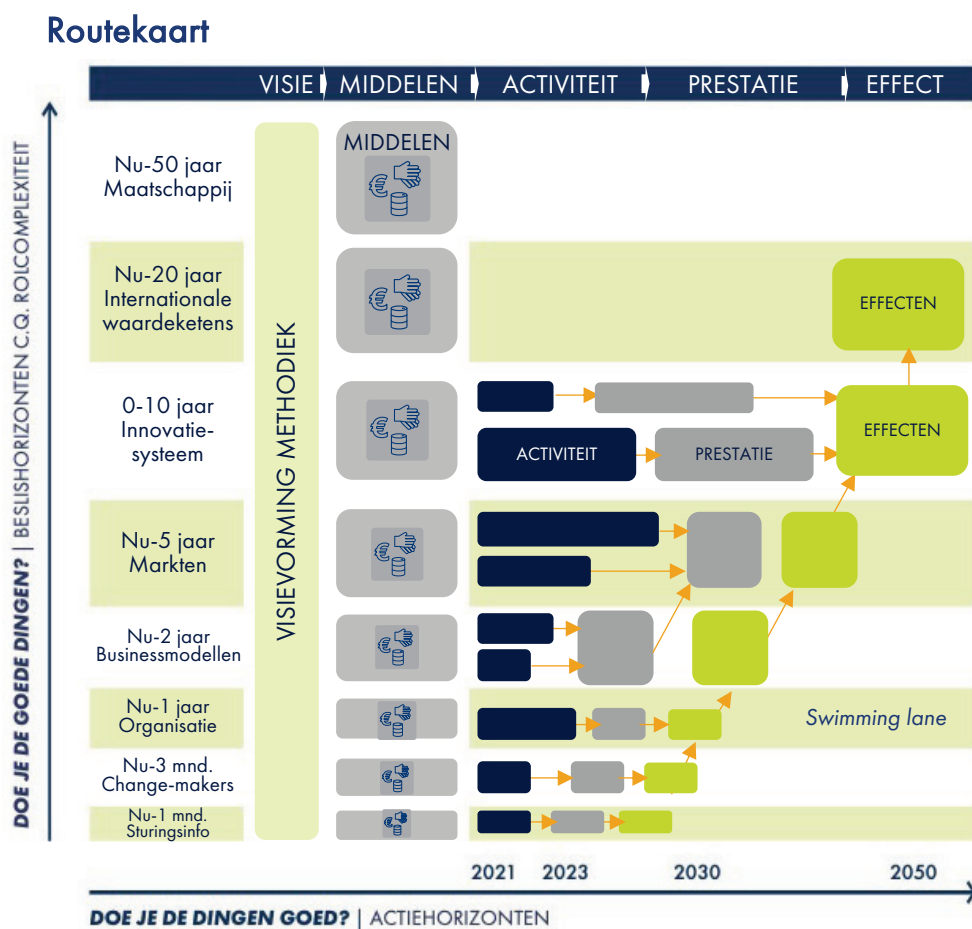 Routekaart
VISIE MIDDELEN ACTIVITEIT PRESTATIE EFFECT
DOE JE DE GOEDE DINGEN? | BESLISHORIZONTEN C.Q. ROLCOMPLEXITEIT
Nu-50 jaar
Maatschappij
MIDDELEN
€
VISIEVORMING METHODIEK
Nu-20 jaar
Internationale
waardeketens
€
EFFECTEN
0-10 jaar
Innovatie-
systeem
€
ACTIVITEIT
PRESTATIE
EFFECTEN
Nu-5 jaar
Markten
€
Nu-2 jaar
Businessmodellen
€
Nu-1 jaar
Organisatie
€
Swimming lane
Nu-3 mnd.
Change-makers
€
Nu-1 mnd.
Sturingsinfo
€
2021 2023 2030 2050
DOE JE DE DINGEN GOED? | ACTIEHORIZONTEN